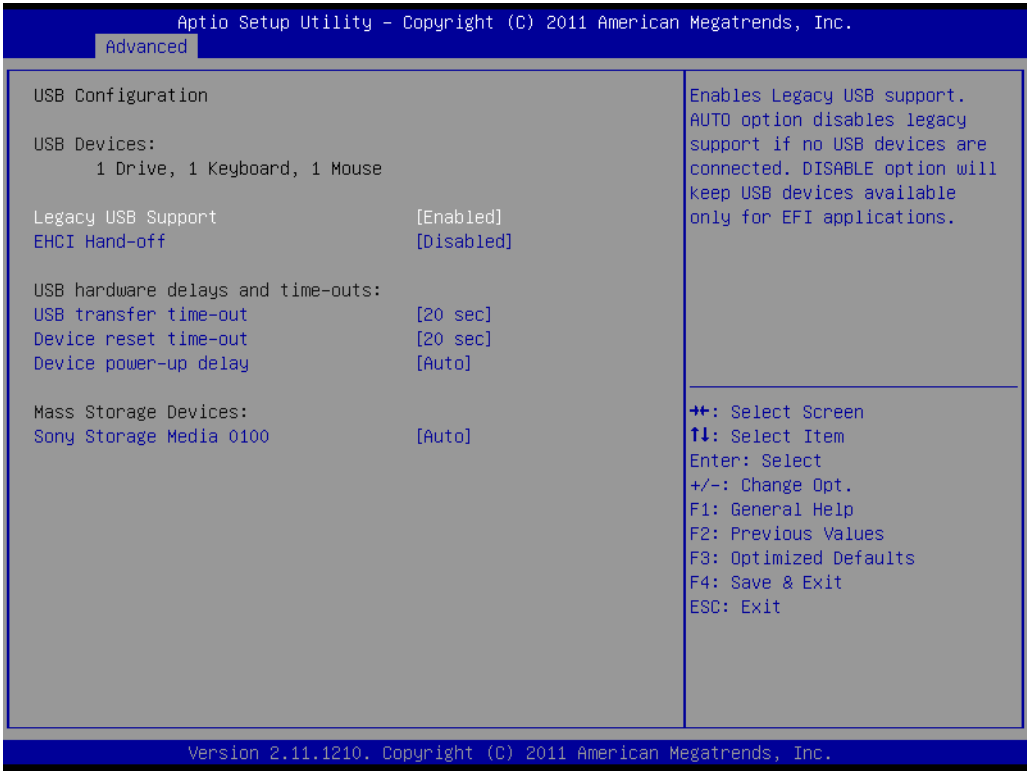 Aptio Setup Utility – Copyright (C) 2011 American Megatrends, Inc.
Advanced
USB Configuration
USB Devices:
1 Drive, 1 Keyboard, 1 Mouse
Legacy USB Support [Enabled]
EHCI Hand-off [Disabled]
USB hardware delays and time-outs:
USB transfer time-out [20 sec]
Device reset time-out [20 sec]
Device power-up delay [Auto]
Mass Storage Devices:
Sony Storage Media 0100 [Auto]
Enables Legacy USB support.
AUTO option disables legacy
support if no USB devices are
connected. DISABLE option will
keep USB devices available
only for EFI applications.
→←: Select Screen
↑↓: Select Item
Enter: Select
+/-: Change Opt.
F1: General Help
F2: Previous Values
F3: Optimized Defaults
F4: Save & Exit
ESC: Exit
Version 2.11.1210. Copyright (C) 2011 American Megatrends, Inc.